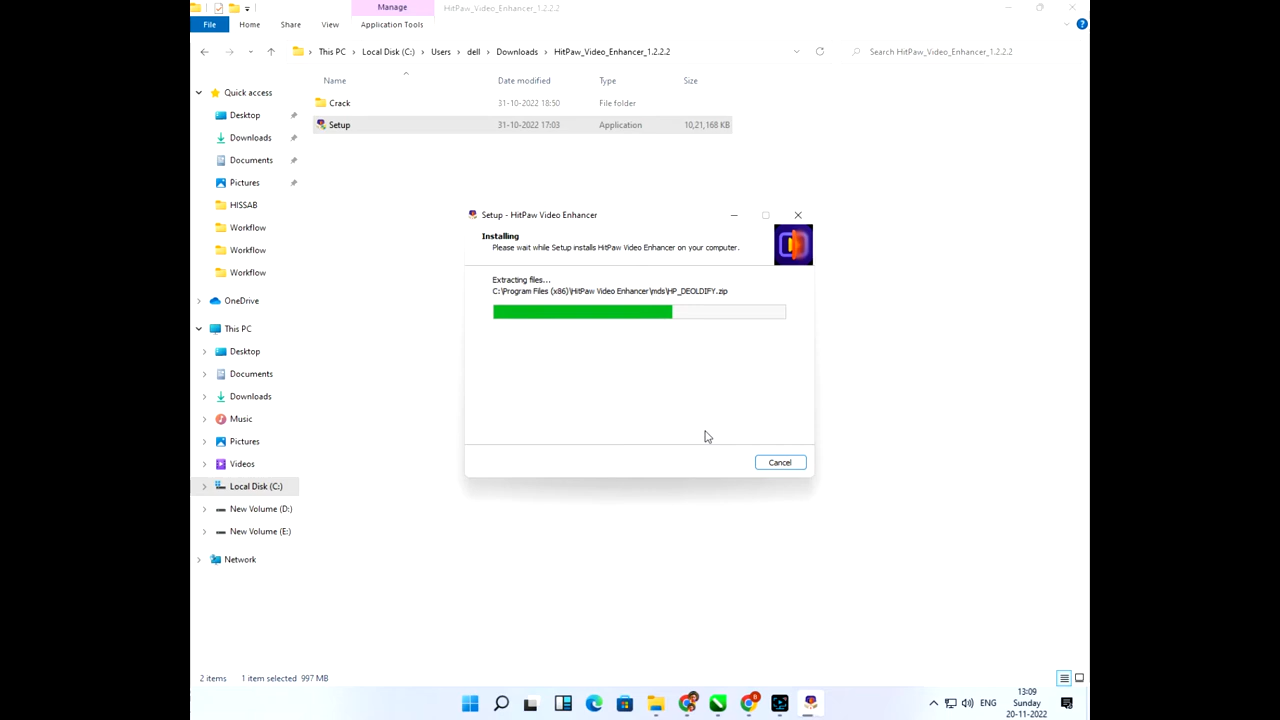 Manage
HitPaw_Video_Enhancer_1.2.2.2
File
Home
Share
View
Application Tools
This PC
Local Disk (C:)
Users
dell
Downloads
HitPaw_Video_Enhancer_1.2.2.2
Search HitPaw_Video_Enhancer_1.2.2.2
Name
Date modified
Type
Size
Crack
31-10-2022 18:50
File folder
Setup
31-10-2022 17:03
Application
10,21,168 KB
Quick access
Desktop
Downloads
Documents
Pictures
HISSAB
Workflow
Workflow
Workflow
OneDrive
This PC
Desktop
Documents
Downloads
Music
Pictures
Videos
Local Disk (C:)
New Volume (D:)
New Volume (E:)
Network
Setup - HitPaw Video Enhancer
Installing
Please wait while Setup installs HitPaw Video Enhancer on your computer.
Extracting files...
C:\Program Files (x86)\HitPaw Video Enhancer\mds\HP_DEOLDIFY.zip
Cancel
2 items
1 item selected 997 MB
ENG
13:09
Sunday
20-11-2022